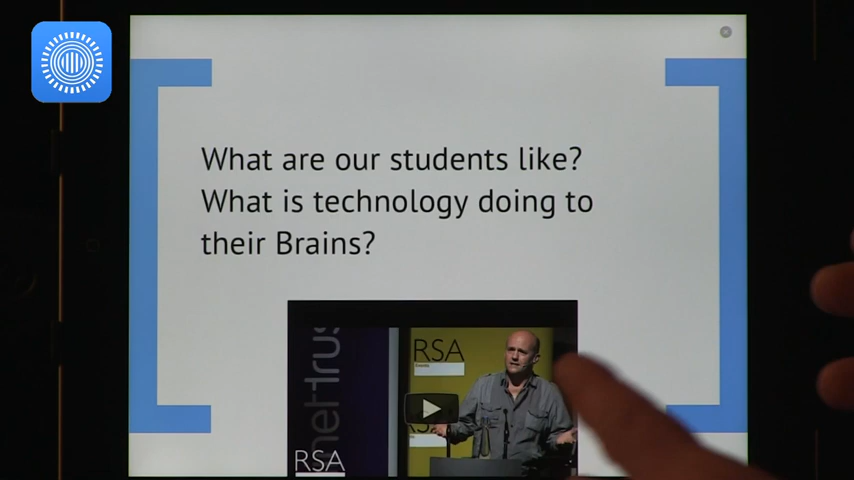 What are our students like?
What is technology doing to
their Brains?
RSA
RSA